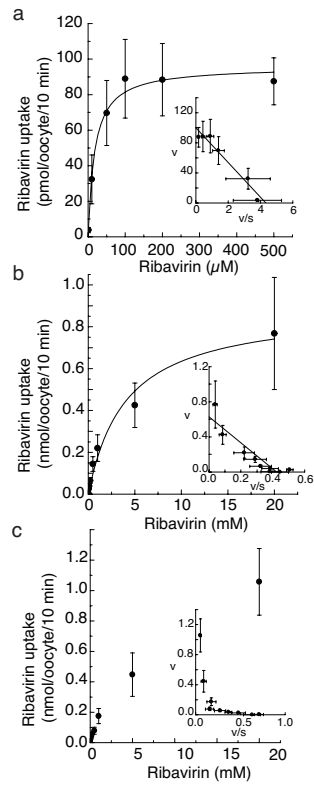 a
Ribavirin uptake
(pmol/oocyte/10 min)
120
100
80
60
40
20
0
0 100 200 300 400 500
Ribavirin (µM)
v
120
80
40
0
0 2 4 6
v/s
b
Ribavirin uptake
(nmol/oocyte/10 min)
1.0
0.8
0.6
0.4
0.2
0.0
0 5 10 15 20
Ribavirin (mM)
v
1.2
0.8
0.4
0.0
0.0 0.2 0.4 0.6
v/s
c
Ribavirin uptake
(nmol/oocyte/10 min)
1.2
1.0
0.8
0.6
0.4
0.2
0.0
0 5 10 15 20
Ribavirin (mM)
v
1.2
0.8
0.4
0.0
0.0 0.5 1.0
v/s